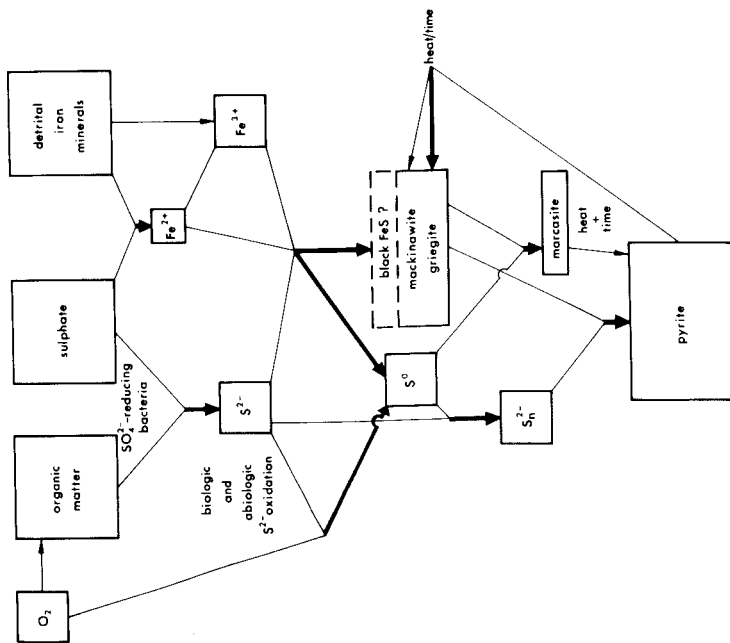 O₂
organic
matter
sulphate
detrital
iron
minerals
SO₄²⁻-reducing
bacteria
Fe²⁺
Fe³⁺
S²⁻
biologic
and
abiologic
S²⁻oxidation
black FeS ?
mackinawite
griegite
heat/time
S⁰
Sₙ²⁻
marcasite
heat
+
time
pyrite